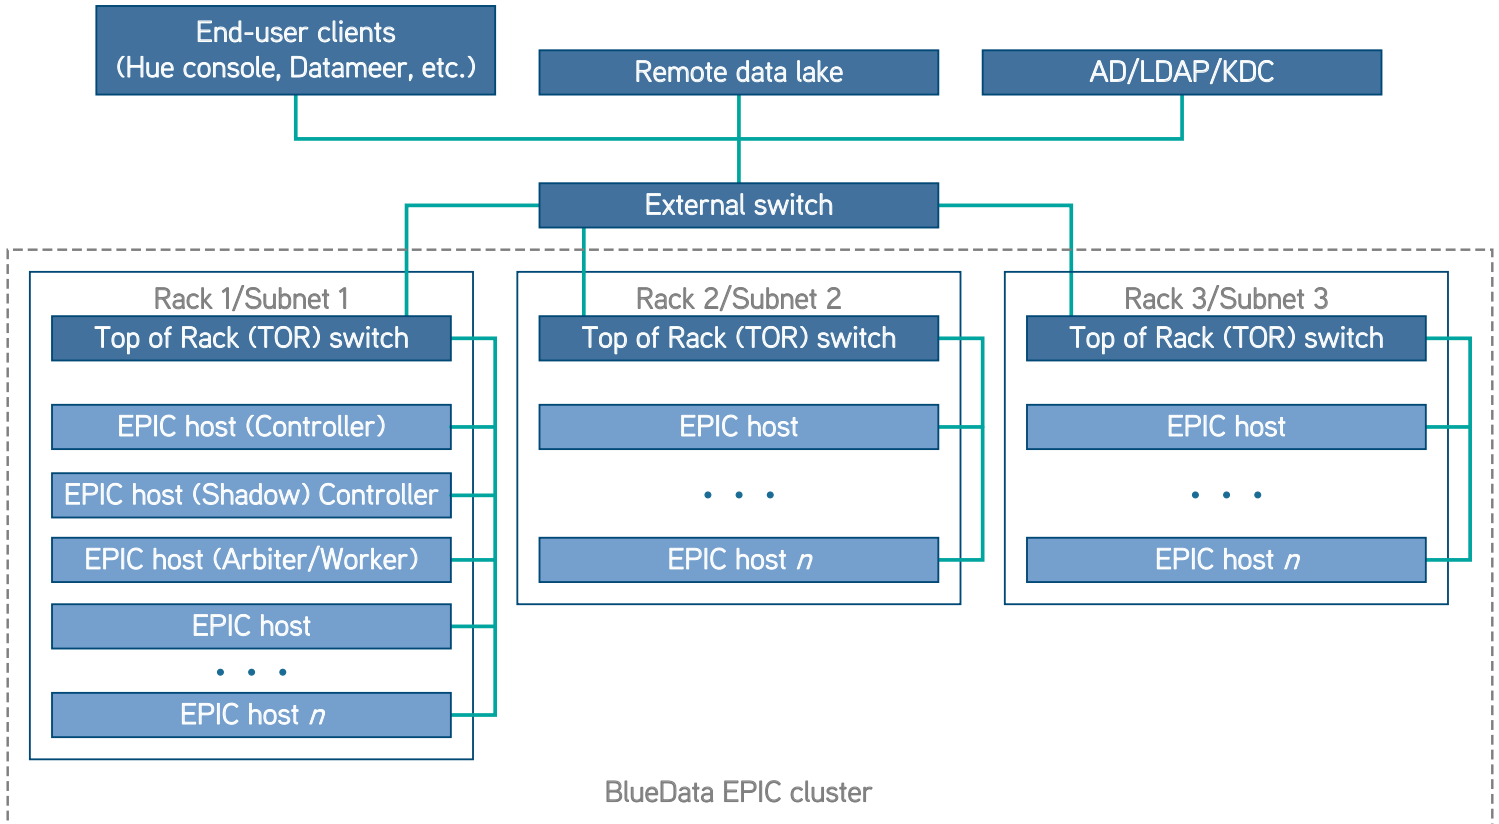 End-user clients
(Hue console, Datameer, etc.)
Remote data lake
AD/LDAP/KDC
External switch
Rack 1/Subnet 1
Top of Rack (TOR) switch
EPIC host (Controller)
EPIC host (Shadow) Controller
EPIC host (Arbiter/Worker)
EPIC host
• • •
EPIC host n
Rack 2/Subnet 2
Top of Rack (TOR) switch
EPIC host
• • •
EPIC host n
Rack 3/Subnet 3
Top of Rack (TOR) switch
EPIC host
• • •
EPIC host n
BlueData EPIC cluster